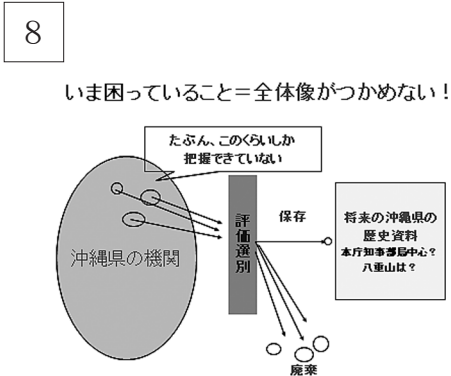 8
いま困っていること＝全体像がつかめない！
たぶん、このくらいしか
把握できていない
沖縄県の機関
評価選別
保存
将来の沖縄県の
歴史資料
本庁知事部局中心？
八重山は？
廃棄